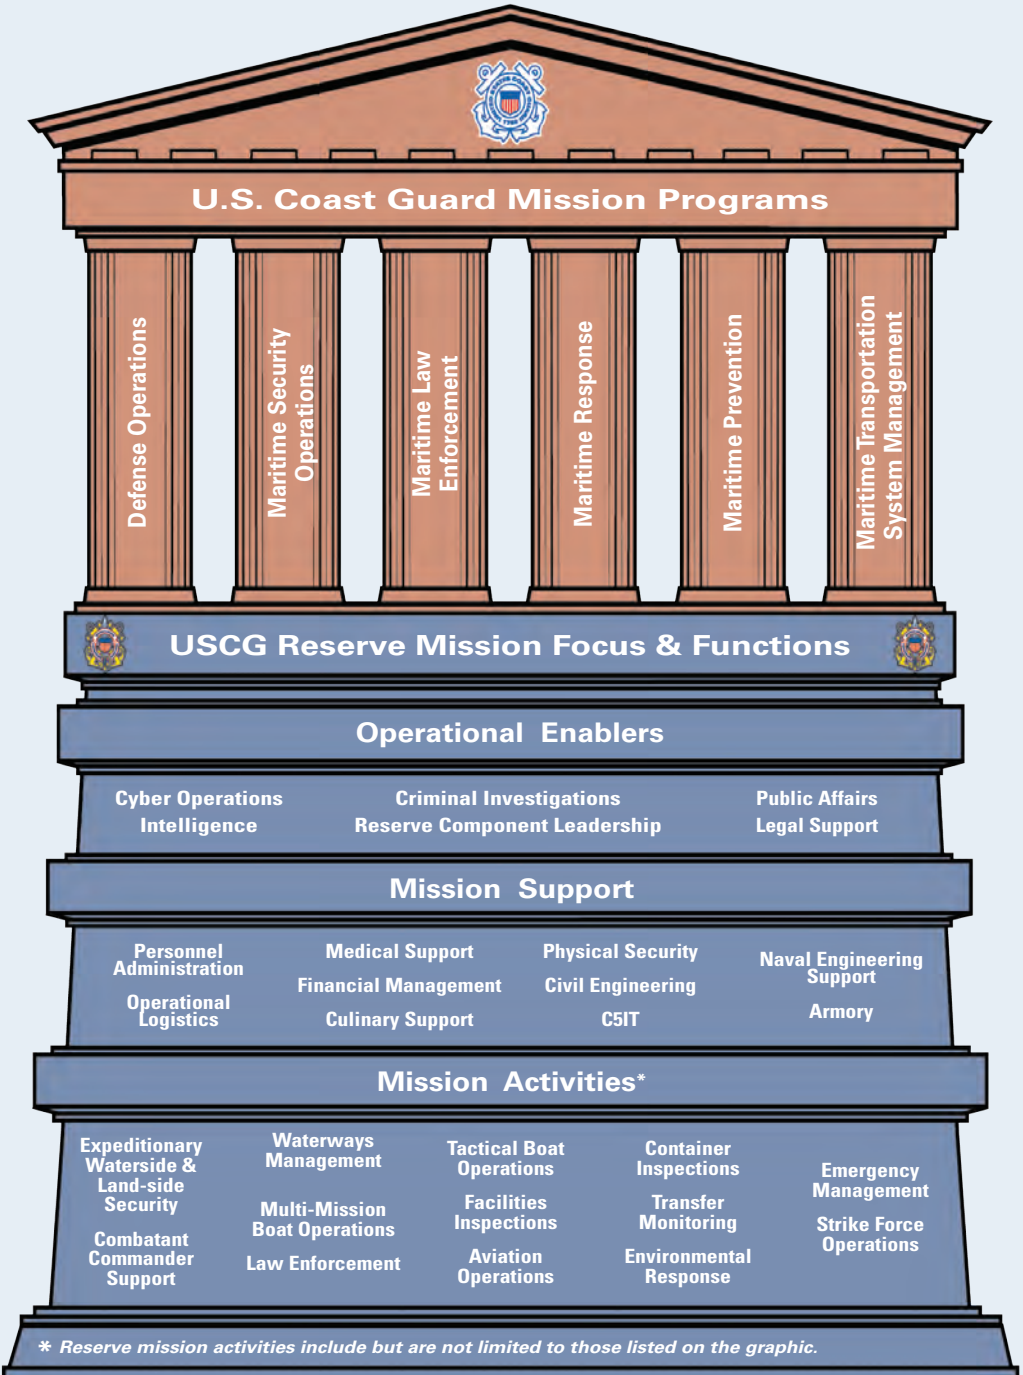 U.S. Coast Guard Mission Programs
Defense Operations
Maritime Security
Operations
Maritime Law
Enforcement
Maritime Response
Maritime Prevention
Maritime Transportation
System Management
USCG Reserve Mission Focus & Functions
Operational Enablers
Cyber Operations
Intelligence
Criminal Investigations
Reserve Component Leadership
Public Affairs
Legal Support
Mission Support
Personnel
Administration
Operational
Logistics
Medical Support
Financial Management
Culinary Support
Physical Security
Civil Engineering
C5IT
Naval Engineering
Support
Armory
Mission Activities*
Expeditionary
Waterside &
Land-side
Security
Combatant
Commander
Support
Waterways
Management
Multi-Mission
Boat Operations
Law Enforcement
Tactical Boat
Operations
Facilities
Inspections
Aviation
Operations
Container
Inspections
Transfer
Monitoring
Environmental
Response
Emergency
Management
Strike Force
Operations
* Reserve mission activities include but are not limited to those listed on the graphic.